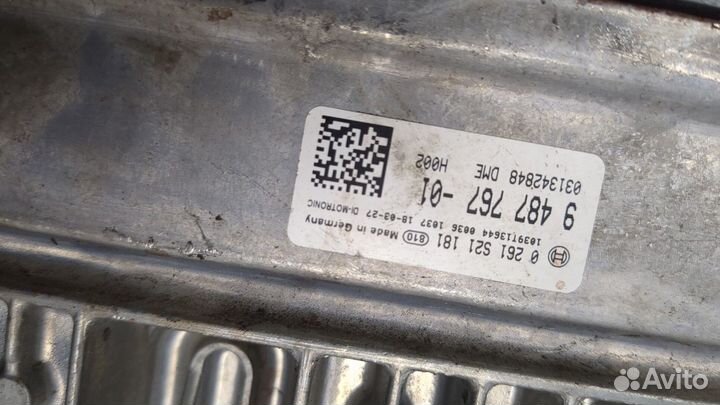 0 261 S21 181 810 Made in Germany
1039T13644 0036 1037 18-03-27 DI-MOTRONIC
9 487 767 -01
031342848 DME H002
Avito